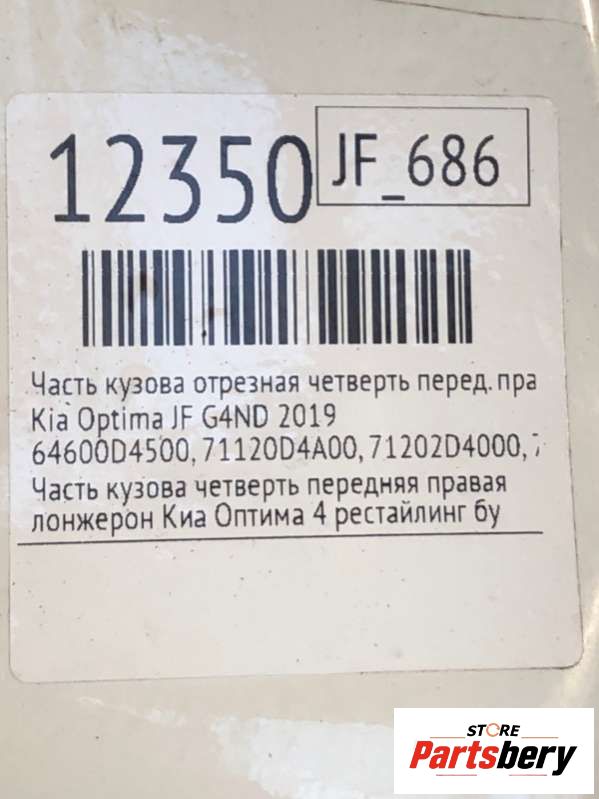 12350
JF_686
Часть кузова отрезная четверть перед. пра
Kia Optima JF G4ND 2019
64600D4500, 71120D4A00, 71202D4000, 7
Часть кузова четверть передняя правая
лонжерон Киа Оптима 4 рестайлинг бу
STORE
Partsbery